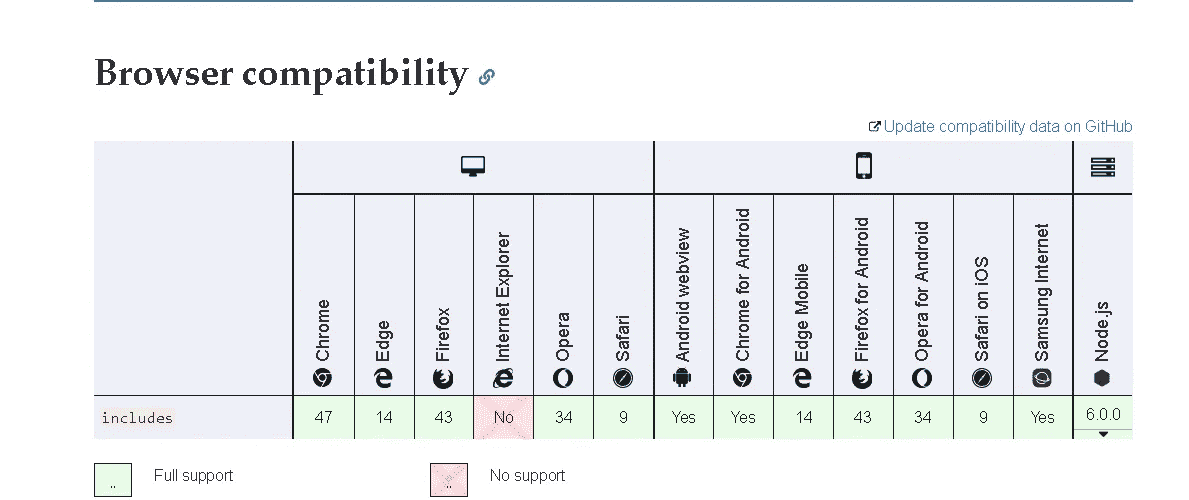 Browser compatibility
Update compatibility data on GitHub
Chrome
Edge
Firefox
Internet Explorer
Opera
Safari
Android webview
Chrome for Android
Edge Mobile
Firefox for Android
Opera for Android
Safari on iOS
Samsung Internet
Node.js
includes 47 14 43 No 34 9 Yes Yes 14 43 34 9 Yes 6.0.0
.. Full support .. No support